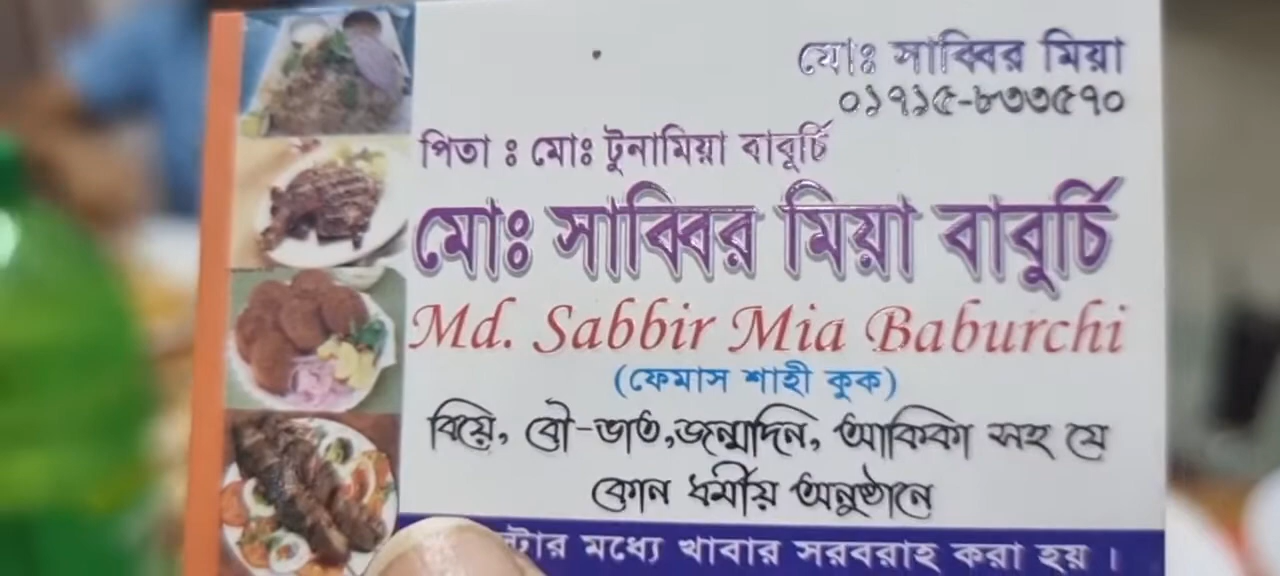 মোঃ সাব্বির মিয়া
০১৭১৫-৮৩৩৫৭০
পিতা : মোঃ টুনামিয়া বাবুর্চি
মোঃ সাব্বির মিয়া বাবুর্চি
Md. Sabbir Mia Baburchi
(ফেমাস শাহী কুক)
বিয়ে, বৌ-ভাত,জন্মদিন, আকিকা সহ যে
কোন ধর্মীয় অনুষ্ঠানে
মধ্যে খাবার সরবরাহ করা হয় ।